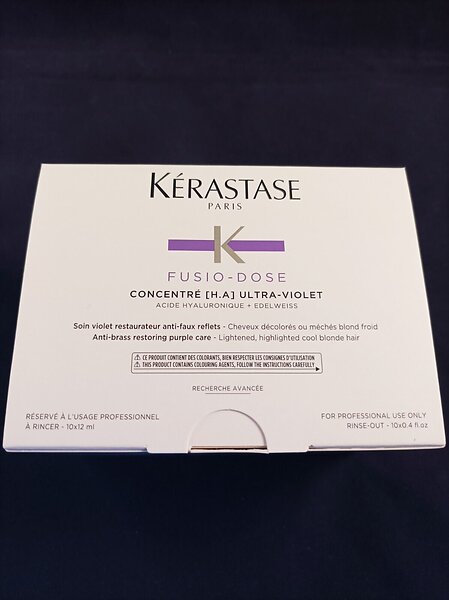 KÉRASTASE
PARIS
K
FUSIO-DOSE
CONCENTRÉ [H.A] ULTRA-VIOLET
ACIDE HYALURONIQUE + EDELWEISS
Soin violet restaurateur anti-faux reflets - Cheveux décolorés ou méchés blond froid
Anti-brass restoring purple care - Lightened, highlighted cool blonde hair
⚠ CE PRODUIT CONTIENT DES COLORANTS, BIEN RESPECTER LES CONSIGNES D'UTILISATION
⚠ THIS PRODUCT CONTAINS COLOURING AGENTS, FOLLOW THE INSTRUCTIONS CAREFULLY
RECHERCHE AVANCÉE
RÉSERVÉ À L'USAGE PROFESSIONNEL
À RINCER - 10x12 ml
FOR PROFESSIONAL USE ONLY
RINSE-OUT - 10x0.4 fl.oz